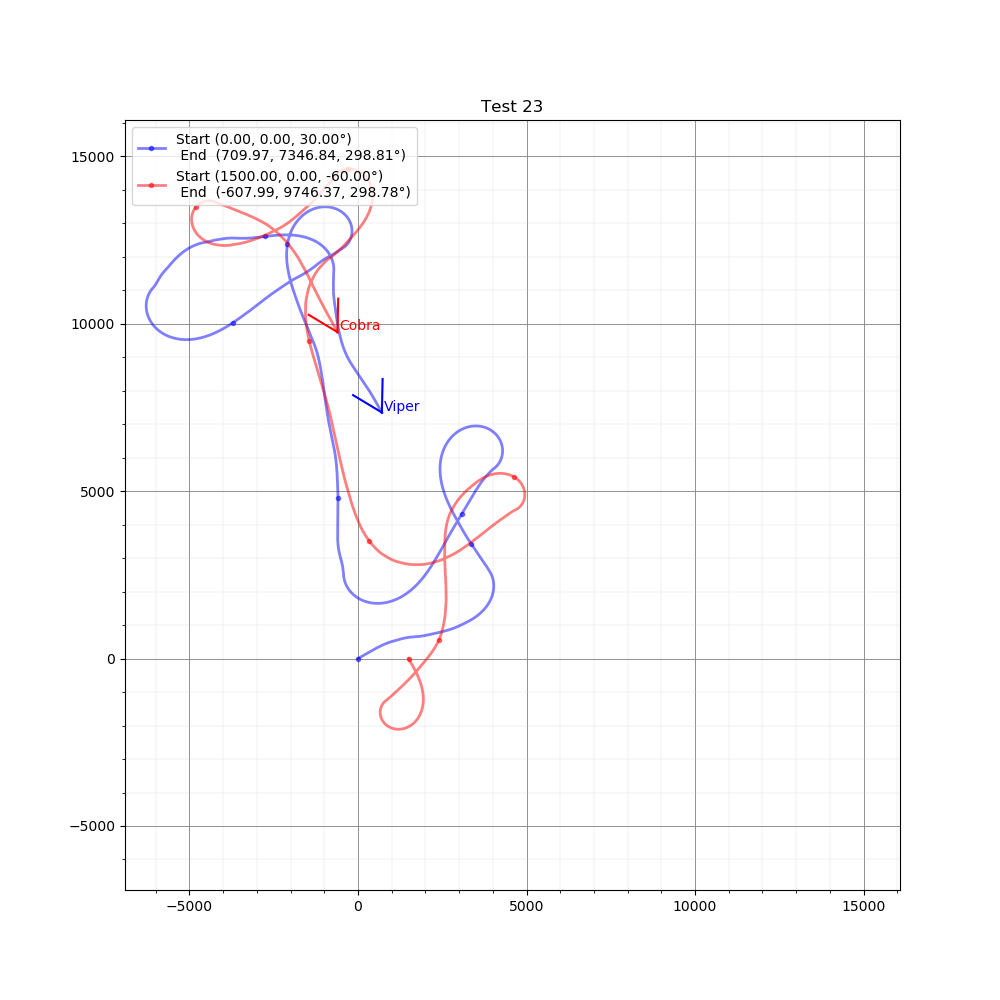 Test 23
Start (0.00, 0.00, 30.00°)
End (709.97, 7346.84, 298.81°)
Start (1500.00, 0.00, -60.00°)
End (-607.99, 9746.37, 298.78°)
15000
10000
5000
0
−5000
Cobra
Viper
−5000
0
5000
10000
15000